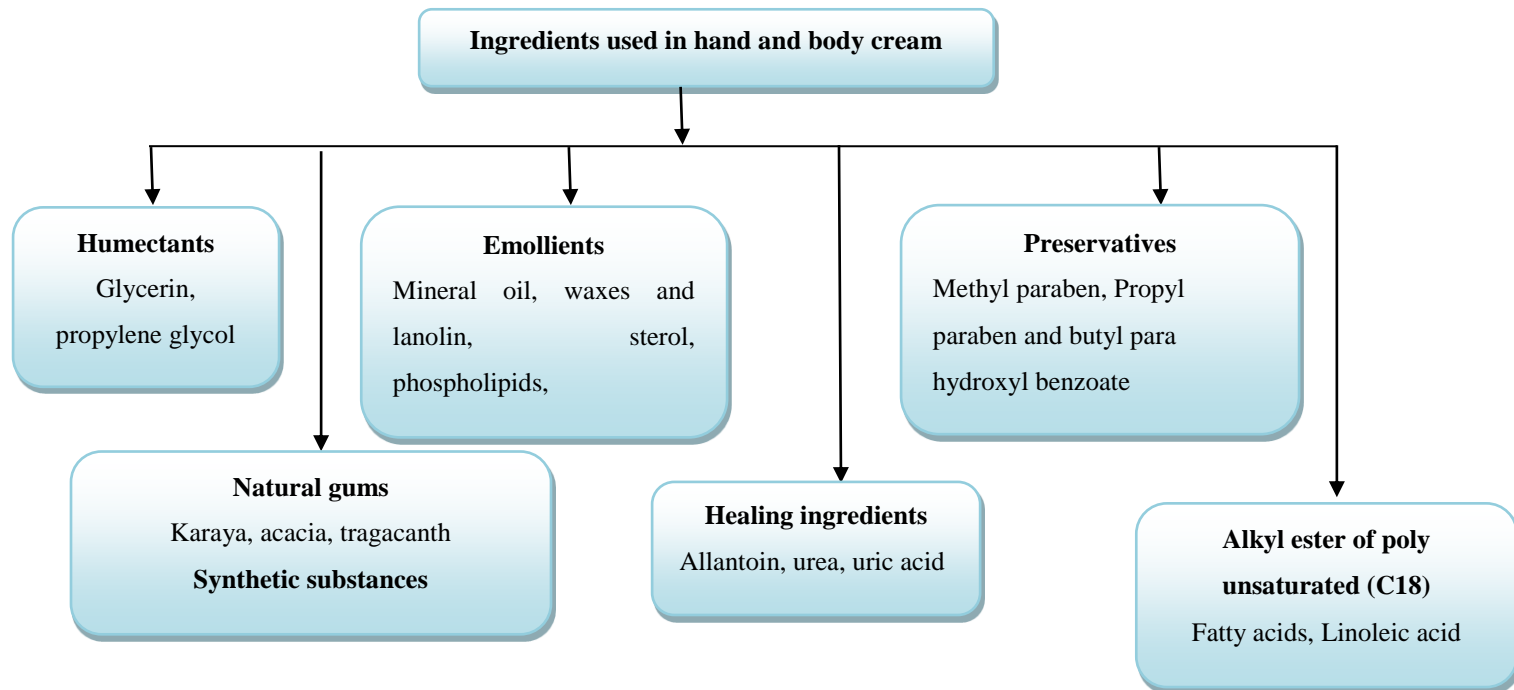 Ingredients used in hand and body cream
Humectants
Glycerin,
propylene glycol
Emollients
Mineral oil, waxes and
lanolin, sterol,
phospholipids,
Preservatives
Methyl paraben, Propyl
paraben and butyl para
hydroxyl benzoate
Natural gums
Karaya, acacia, tragacanth
Synthetic substances
Healing ingredients
Allantoin, urea, uric acid
Alkyl ester of poly
unsaturated (C18)
Fatty acids, Linoleic acid